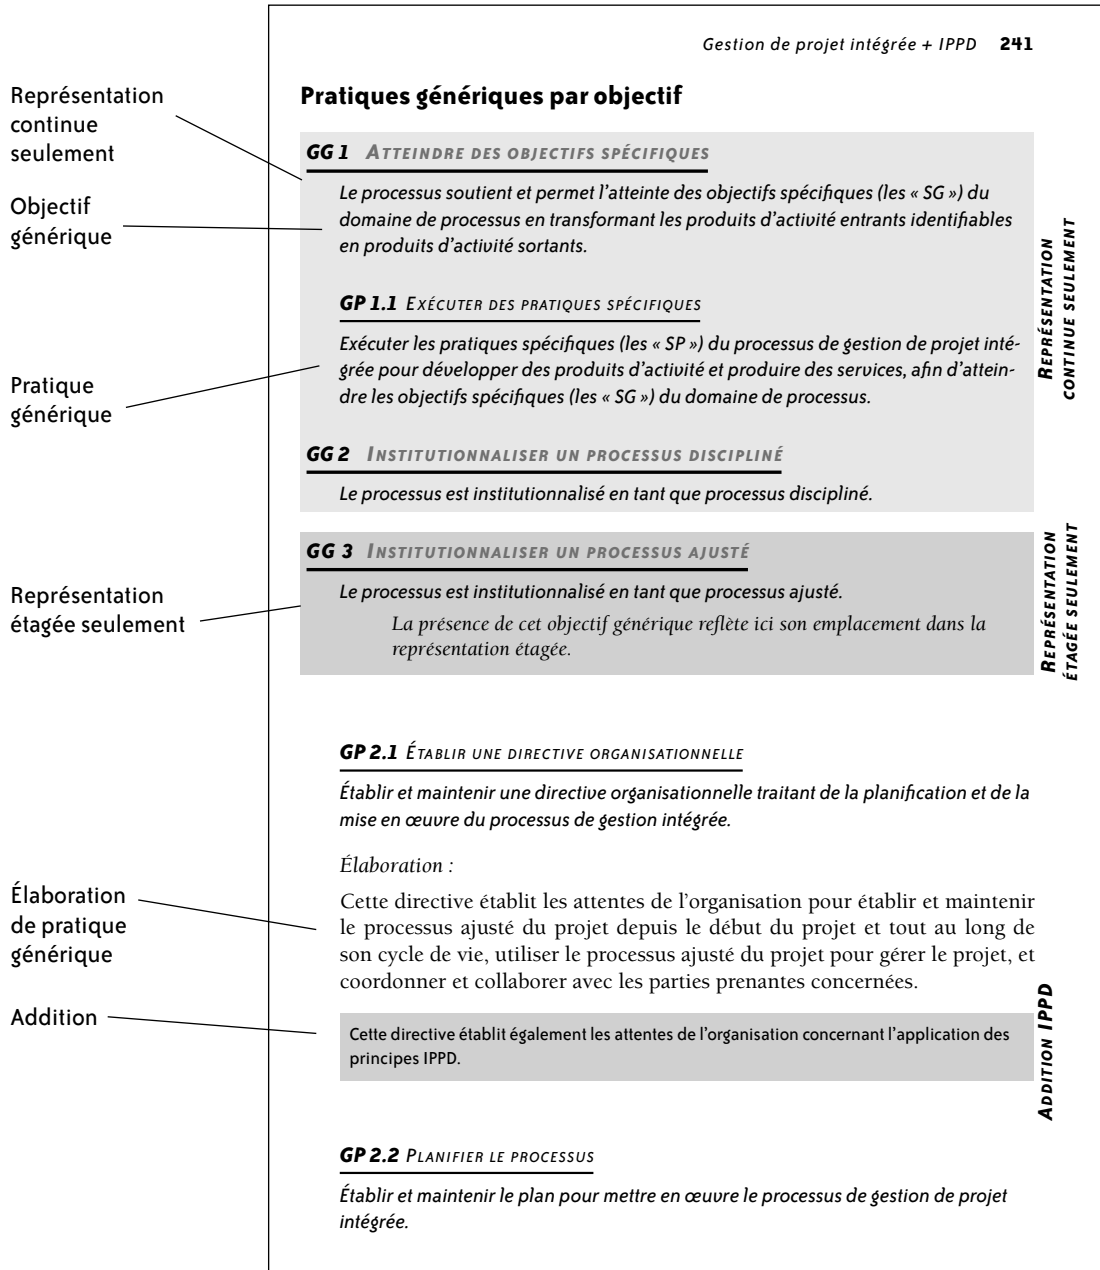 Gestion de projet intégrée + IPPD 241
Représentation
continue
seulement
Objectif
générique
Pratique
générique
Représentation
étagée seulement
Élaboration
de pratique
générique
Addition
Pratiques génériques par objectif
GG 1 Atteindre des objectifs spécifiques
Le processus soutient et permet l’atteinte des objectifs spécifiques (les « SG ») du
domaine de processus en transformant les produits d’activité entrants identifiables
en produits d’activité sortants.
GP 1.1 Exécuter des pratiques spécifiques
Exécuter les pratiques spécifiques (les « SP ») du processus de gestion de projet inté-
grée pour développer des produits d’activité et produire des services, afin d’attein-
dre les objectifs spécifiques (les « SG ») du domaine de processus.
GG 2 Institutionnaliser un processus discipliné
Le processus est institutionnalisé en tant que processus discipliné.
Représentation
continue seulement
GG 3 Institutionnaliser un processus ajusté
Le processus est institutionnalisé en tant que processus ajusté.
La présence de cet objectif générique reflète ici son emplacement dans la
représentation étagée.
Représentation
étagée seulement
GP 2.1 Établir une directive organisationnelle
Établir et maintenir une directive organisationnelle traitant de la planification et de la
mise en œuvre du processus de gestion intégrée.
Élaboration :
Cette directive établit les attentes de l’organisation pour établir et maintenir
le processus ajusté du projet depuis le début du projet et tout au long de
son cycle de vie, utiliser le processus ajusté du projet pour gérer le projet, et
coordonner et collaborer avec les parties prenantes concernées.
Cette directive établit également les attentes de l’organisation concernant l’application des
principes IPPD.
Addition IPPD
GP 2.2 Planifier le processus
Établir et maintenir le plan pour mettre en œuvre le processus de gestion de projet
intégrée.